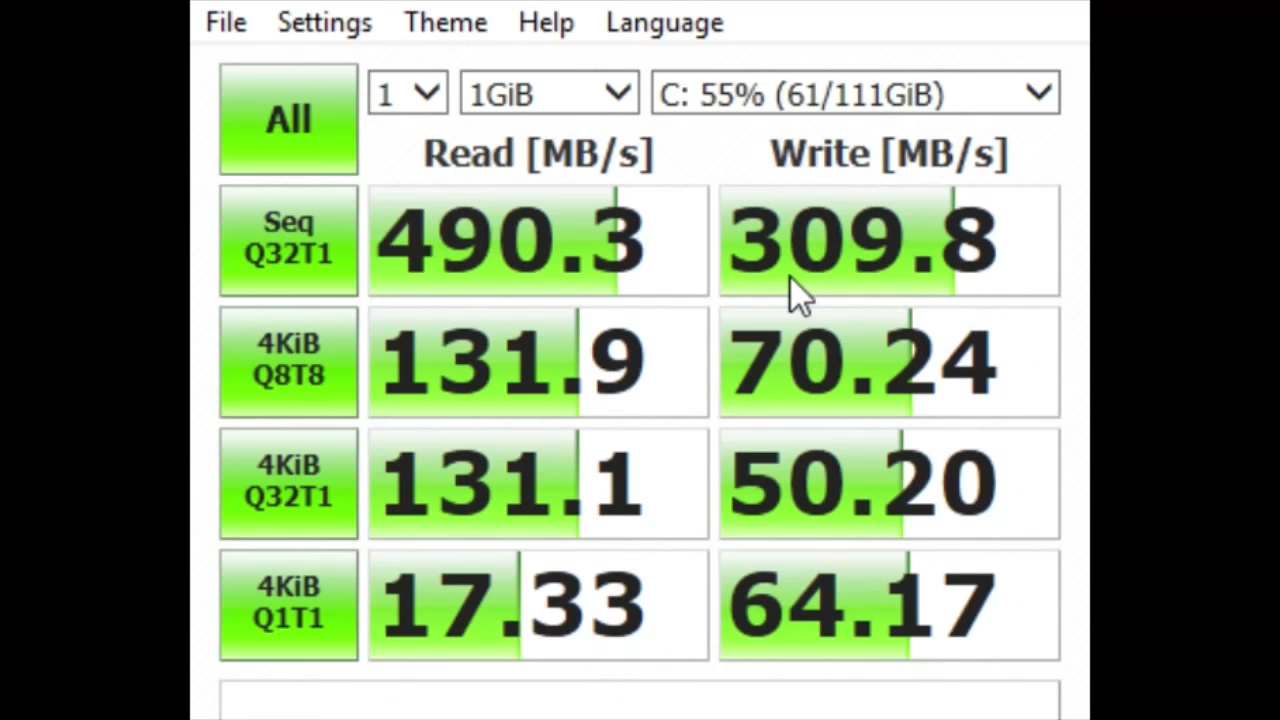 File Settings Theme Help Language
All 1 1GiB C: 55% (61/111GiB)
Read [MB/s] Write [MB/s]
Seq
Q32T1 490.3 309.8
4KiB
Q8T8 131.9 70.24
4KiB
Q32T1 131.1 50.20
4KiB
Q1T1 17.33 64.17